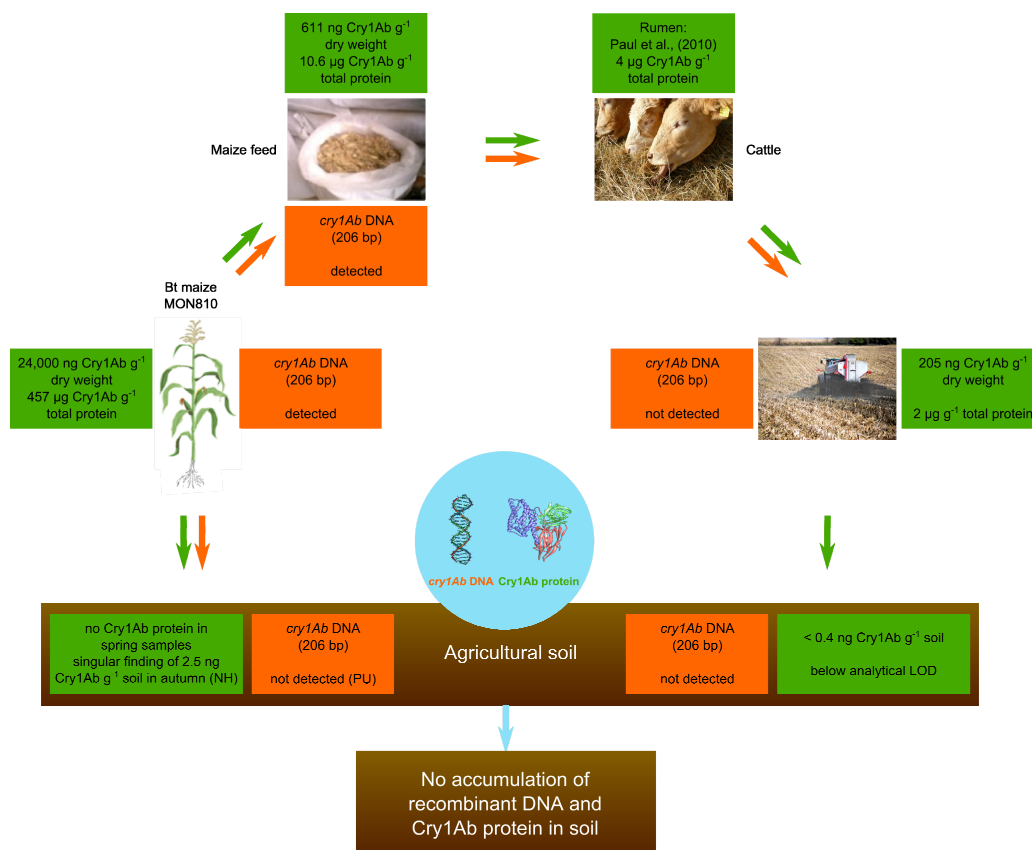 611 ng Cry1Ab g⁻¹
dry weight
10.6 µg Cry1Ab g⁻¹
total protein
Rumen:
Paul et al., (2010)
4 µg Cry1Ab g⁻¹
total protein
Maize feed
Cattle
cry1Ab DNA
(206 bp)
detected
Bt maize
MON810
24,000 ng Cry1Ab g⁻¹
dry weight
457 µg Cry1Ab g⁻¹
total protein
cry1Ab DNA
(206 bp)
detected
cry1Ab DNA
(206 bp)
not detected
205 ng Cry1Ab g⁻¹
dry weight
2 µg g⁻¹ total protein
cry1Ab DNA
Cry1Ab protein
no Cry1Ab protein in
spring samples
singular finding of 2.5 ng
Cry1Ab g⁻¹ soil in autumn (NH)
cry1Ab DNA
(206 bp)
not detected (PU)
Agricultural soil
cry1Ab DNA
(206 bp)
not detected
< 0.4 ng Cry1Ab g⁻¹ soil
below analytical LOD
No accumulation of
recombinant DNA and
Cry1Ab protein in soil